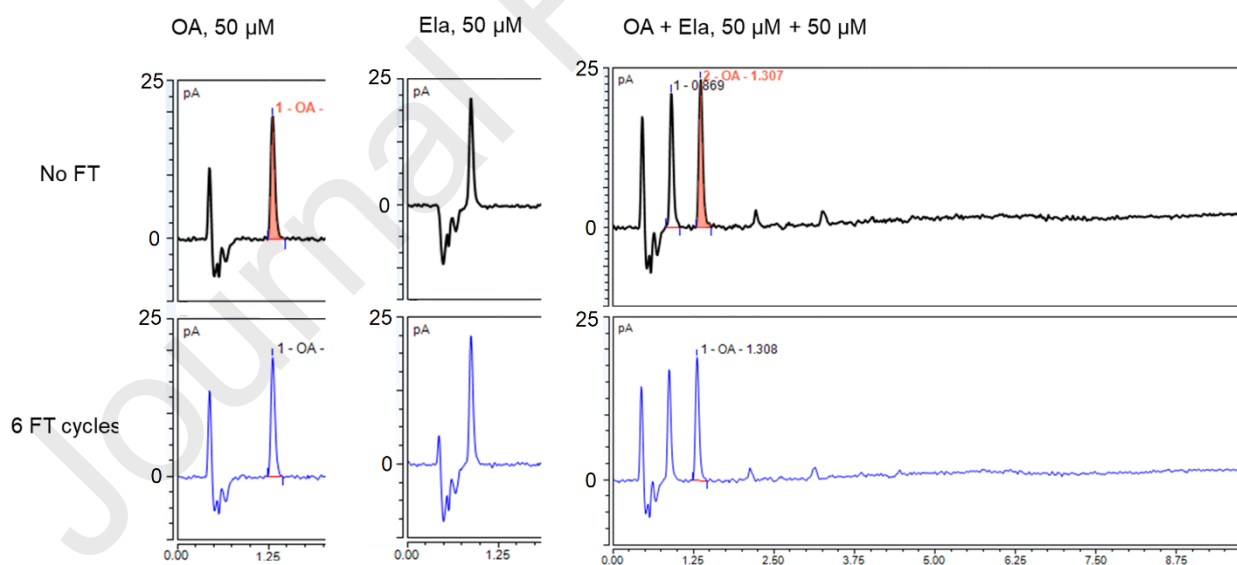 OA, 50 µM
Ela, 50 µM
OA + Ela, 50 µM + 50 µM
No FT
25
pA
1 - OA -
0
25
0
25
pA
1 - 0.869
2 - OA - 1.307
0
6 FT cycles
25
pA
1 - OA -
0
0.00
1.25
25
0
0.00
1.25
25
pA
1 - OA - 1.308
0
0.00
1.25
2.50
3.75
5.00
6.25
7.50
8.75
Journal P